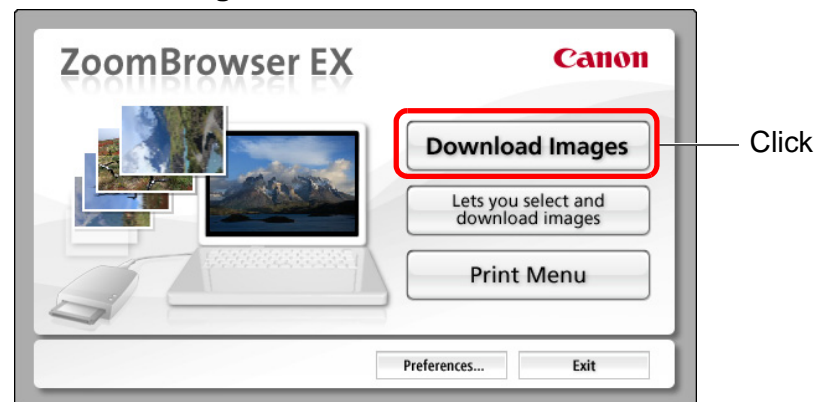 ZoomBrowser EX
Canon
Download Images
Click
Lets you select and
download images
Print Menu
Preferences...
Exit